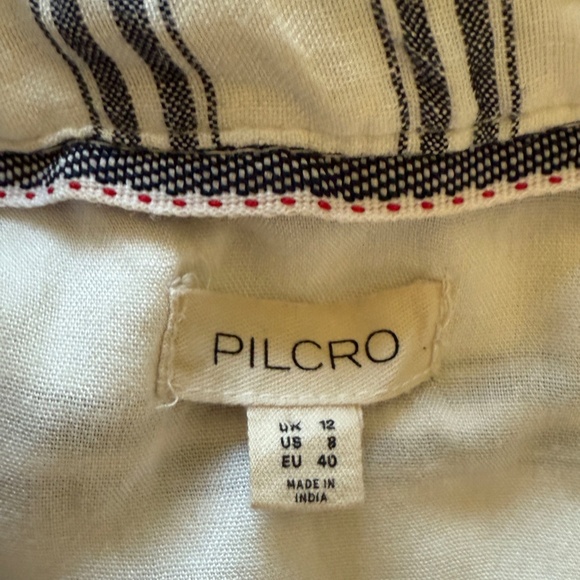 PILCRO
UK 12
US 8
EU 40
MADE IN
INDIA